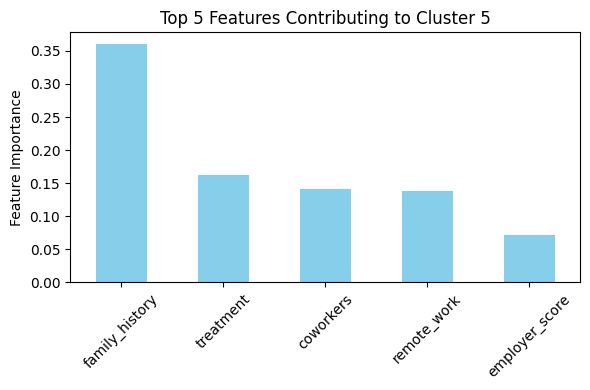 Top 5 Features Contributing to Cluster 5
Feature Importance
0.35
0.30
0.25
0.20
0.15
0.10
0.05
0.00
family_history
treatment
coworkers
remote_work
employer_score